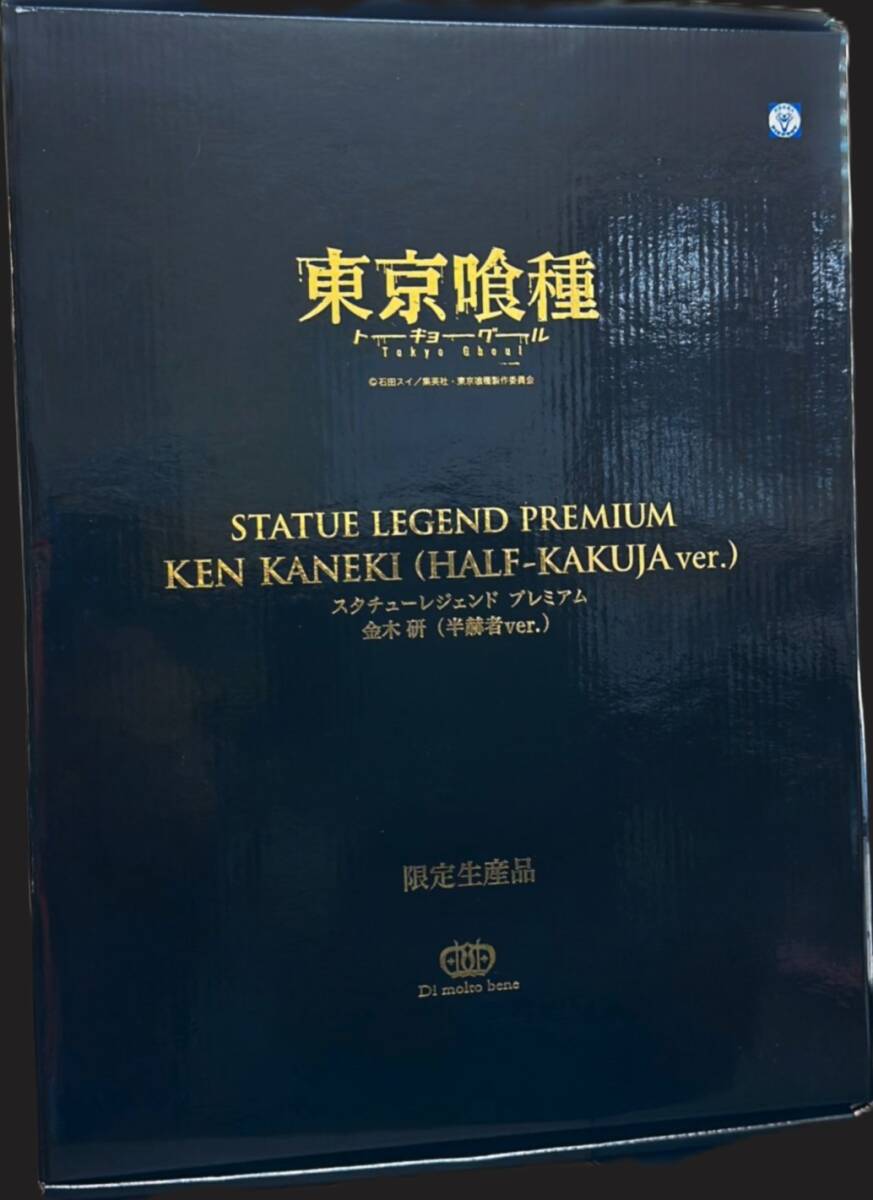 東京喰種
トーキョーグール
Tokyo Ghoul
©石田スイ/集英社・東京喰種製作委員会
STATUE LEGEND PREMIUM
KEN KANEKI (HALF-KAKUJA ver.)
スタチューレジェンド プレミアム
金木 研 (半赫者ver.)
限定生産品
Di molto bene